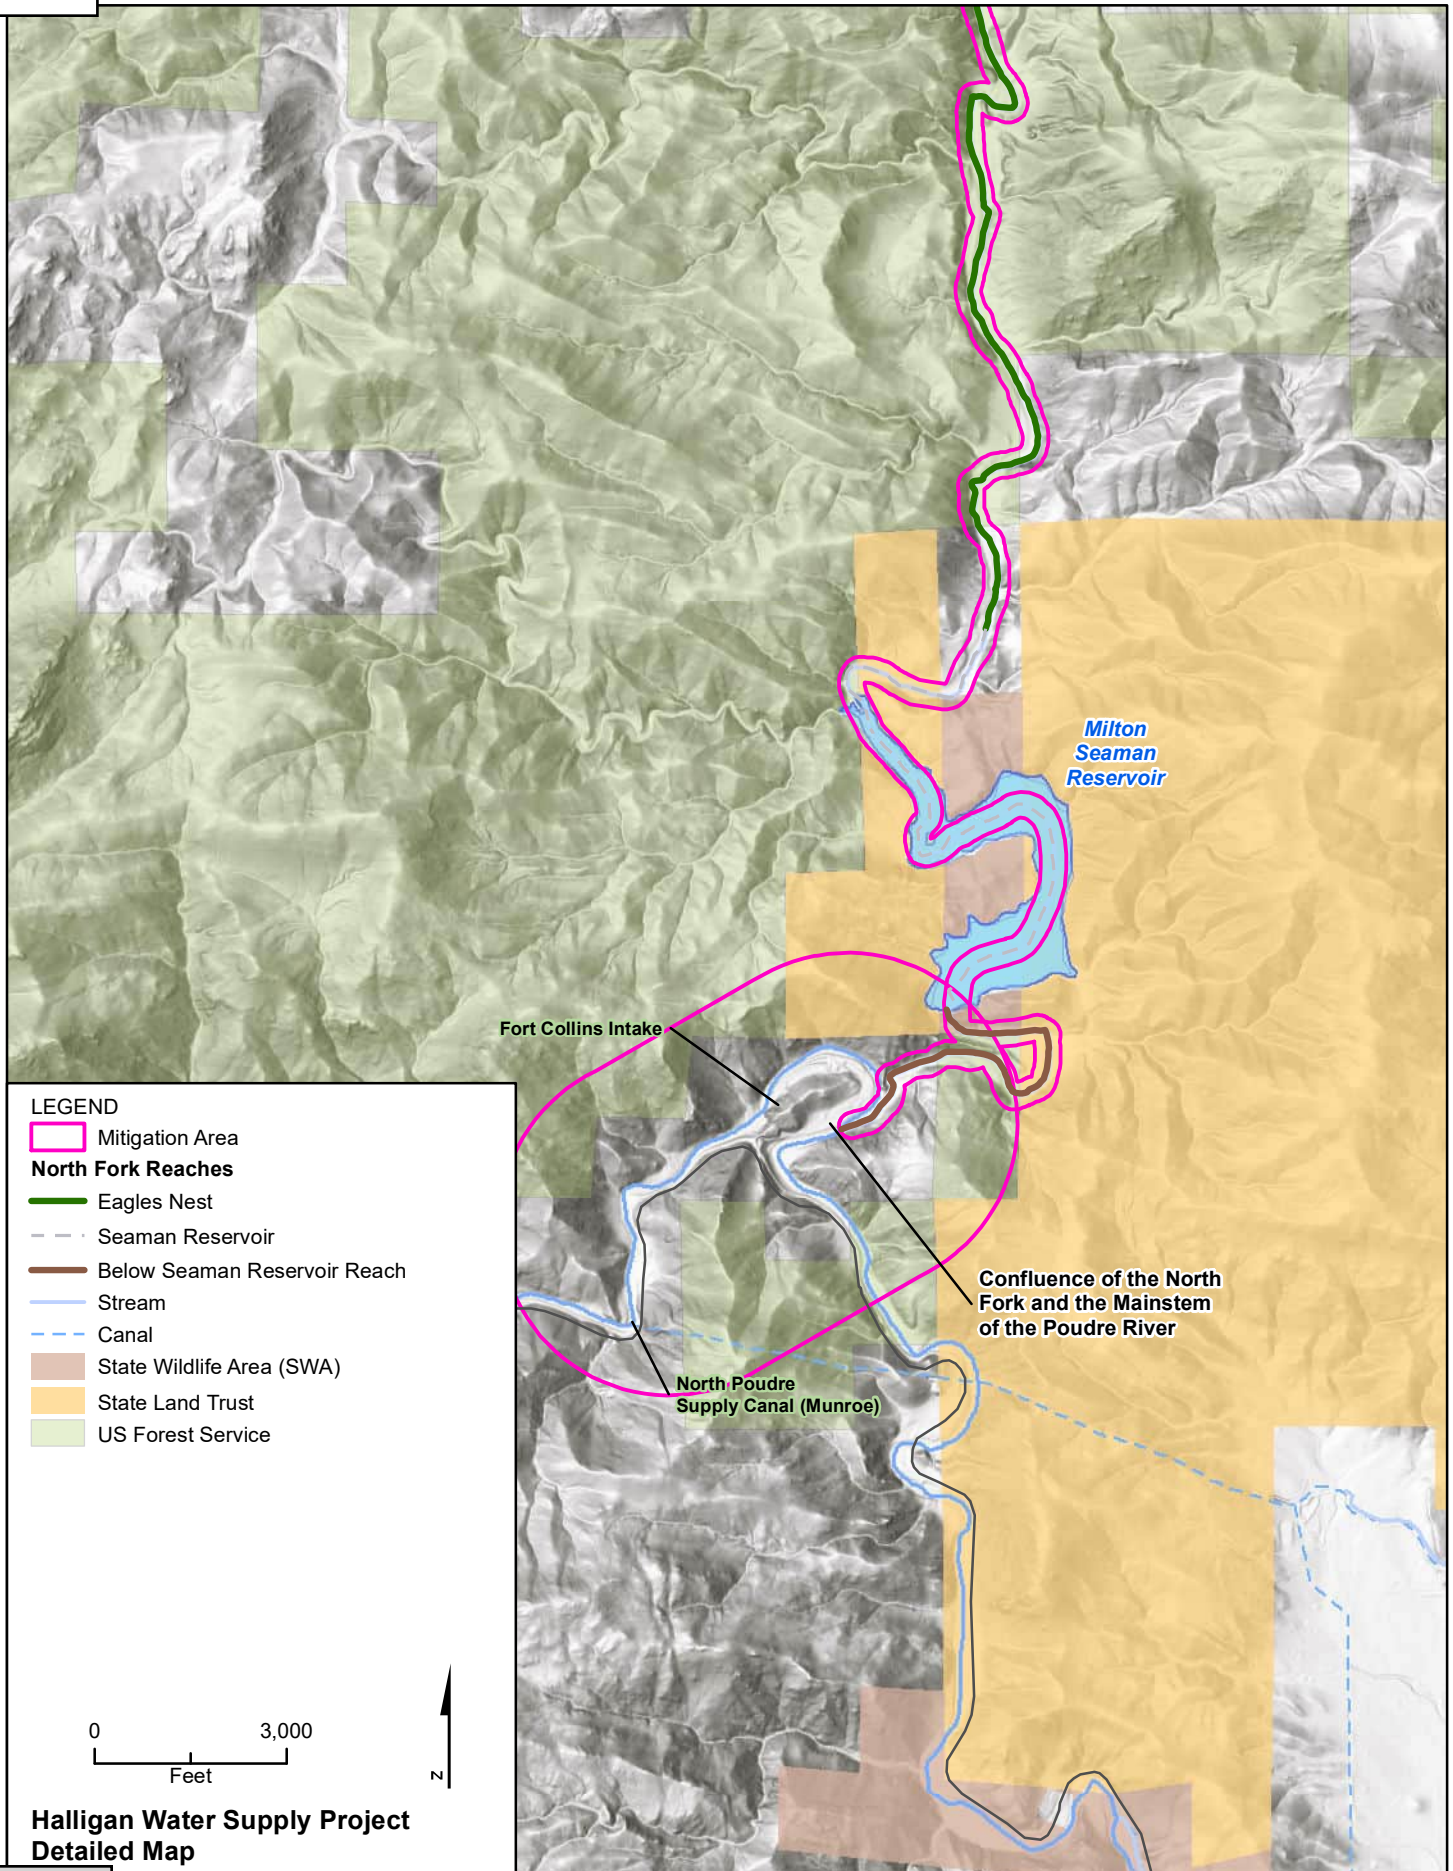 Milton
Seaman
Reservoir
Fort Collins Intake
Confluence of the North
Fork and the Mainstem
of the Poudre River
North Poudre
Supply Canal (Munroe)
LEGEND
Mitigation Area
North Fork Reaches
Eagles Nest
Seaman Reservoir
Below Seaman Reservoir Reach
Stream
Canal
State Wildlife Area (SWA)
State Land Trust
US Forest Service
0 3,000
Feet
N
Halligan Water Supply Project
Detailed Map